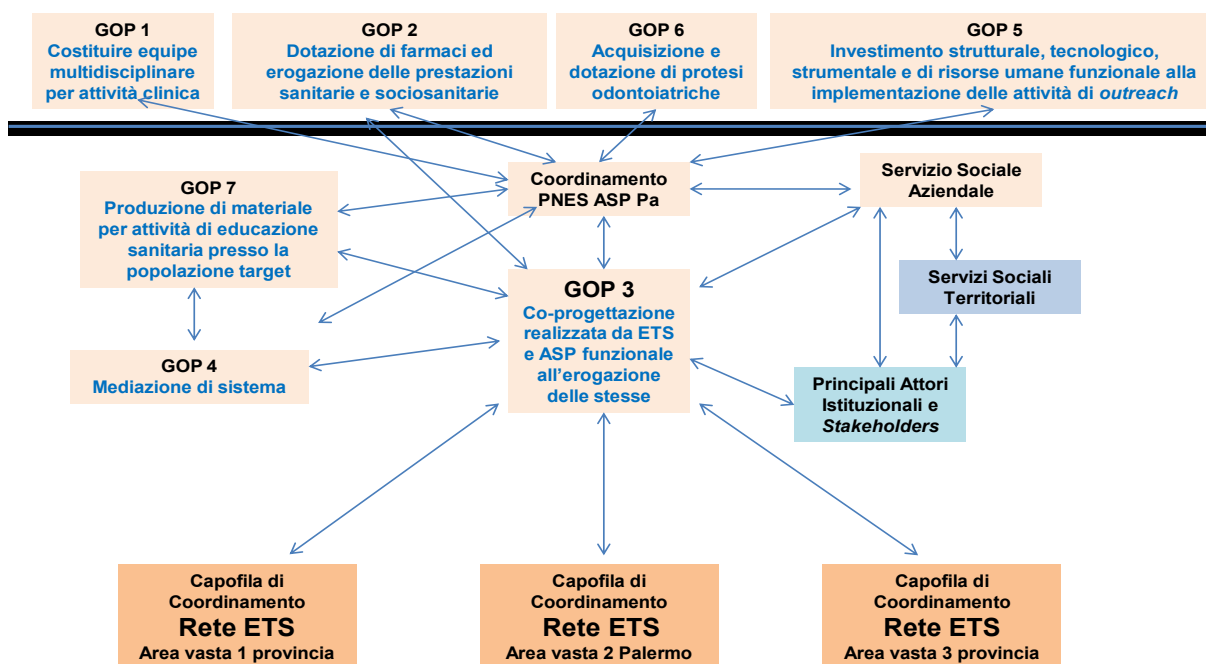 GOP 1
Costituire equipe
multidisciplinare
per attività clinica
GOP 2
Dotazione di farmaci ed
erogazione delle prestazioni
sanitarie e sociosanitarie
GOP 6
Acquisizione e
dotazione di protesi
odontoiatriche
GOP 5
Investimento strutturale, tecnologico,
strumentale e di risorse umane funzionale alla
implementazione delle attività di outreach
Coordinamento
PNES ASP Pa
Servizio Sociale
Aziendale
GOP 7
Produzione di materiale
per attività di educazione
sanitaria presso la
popolazione target
Servizi Sociali
Territoriali
GOP 3
Co-progettazione
realizzata da ETS
e ASP funzionale
all'erogazione
delle stesse
GOP 4
Mediazione di sistema
Principali Attori
Istituzionali e
Stakeholders
Capofila di
Coordinamento
Rete ETS
Area vasta 1 provincia
Capofila di
Coordinamento
Rete ETS
Area vasta 2 Palermo
Capofila di
Coordinamento
Rete ETS
Area vasta 3 provincia